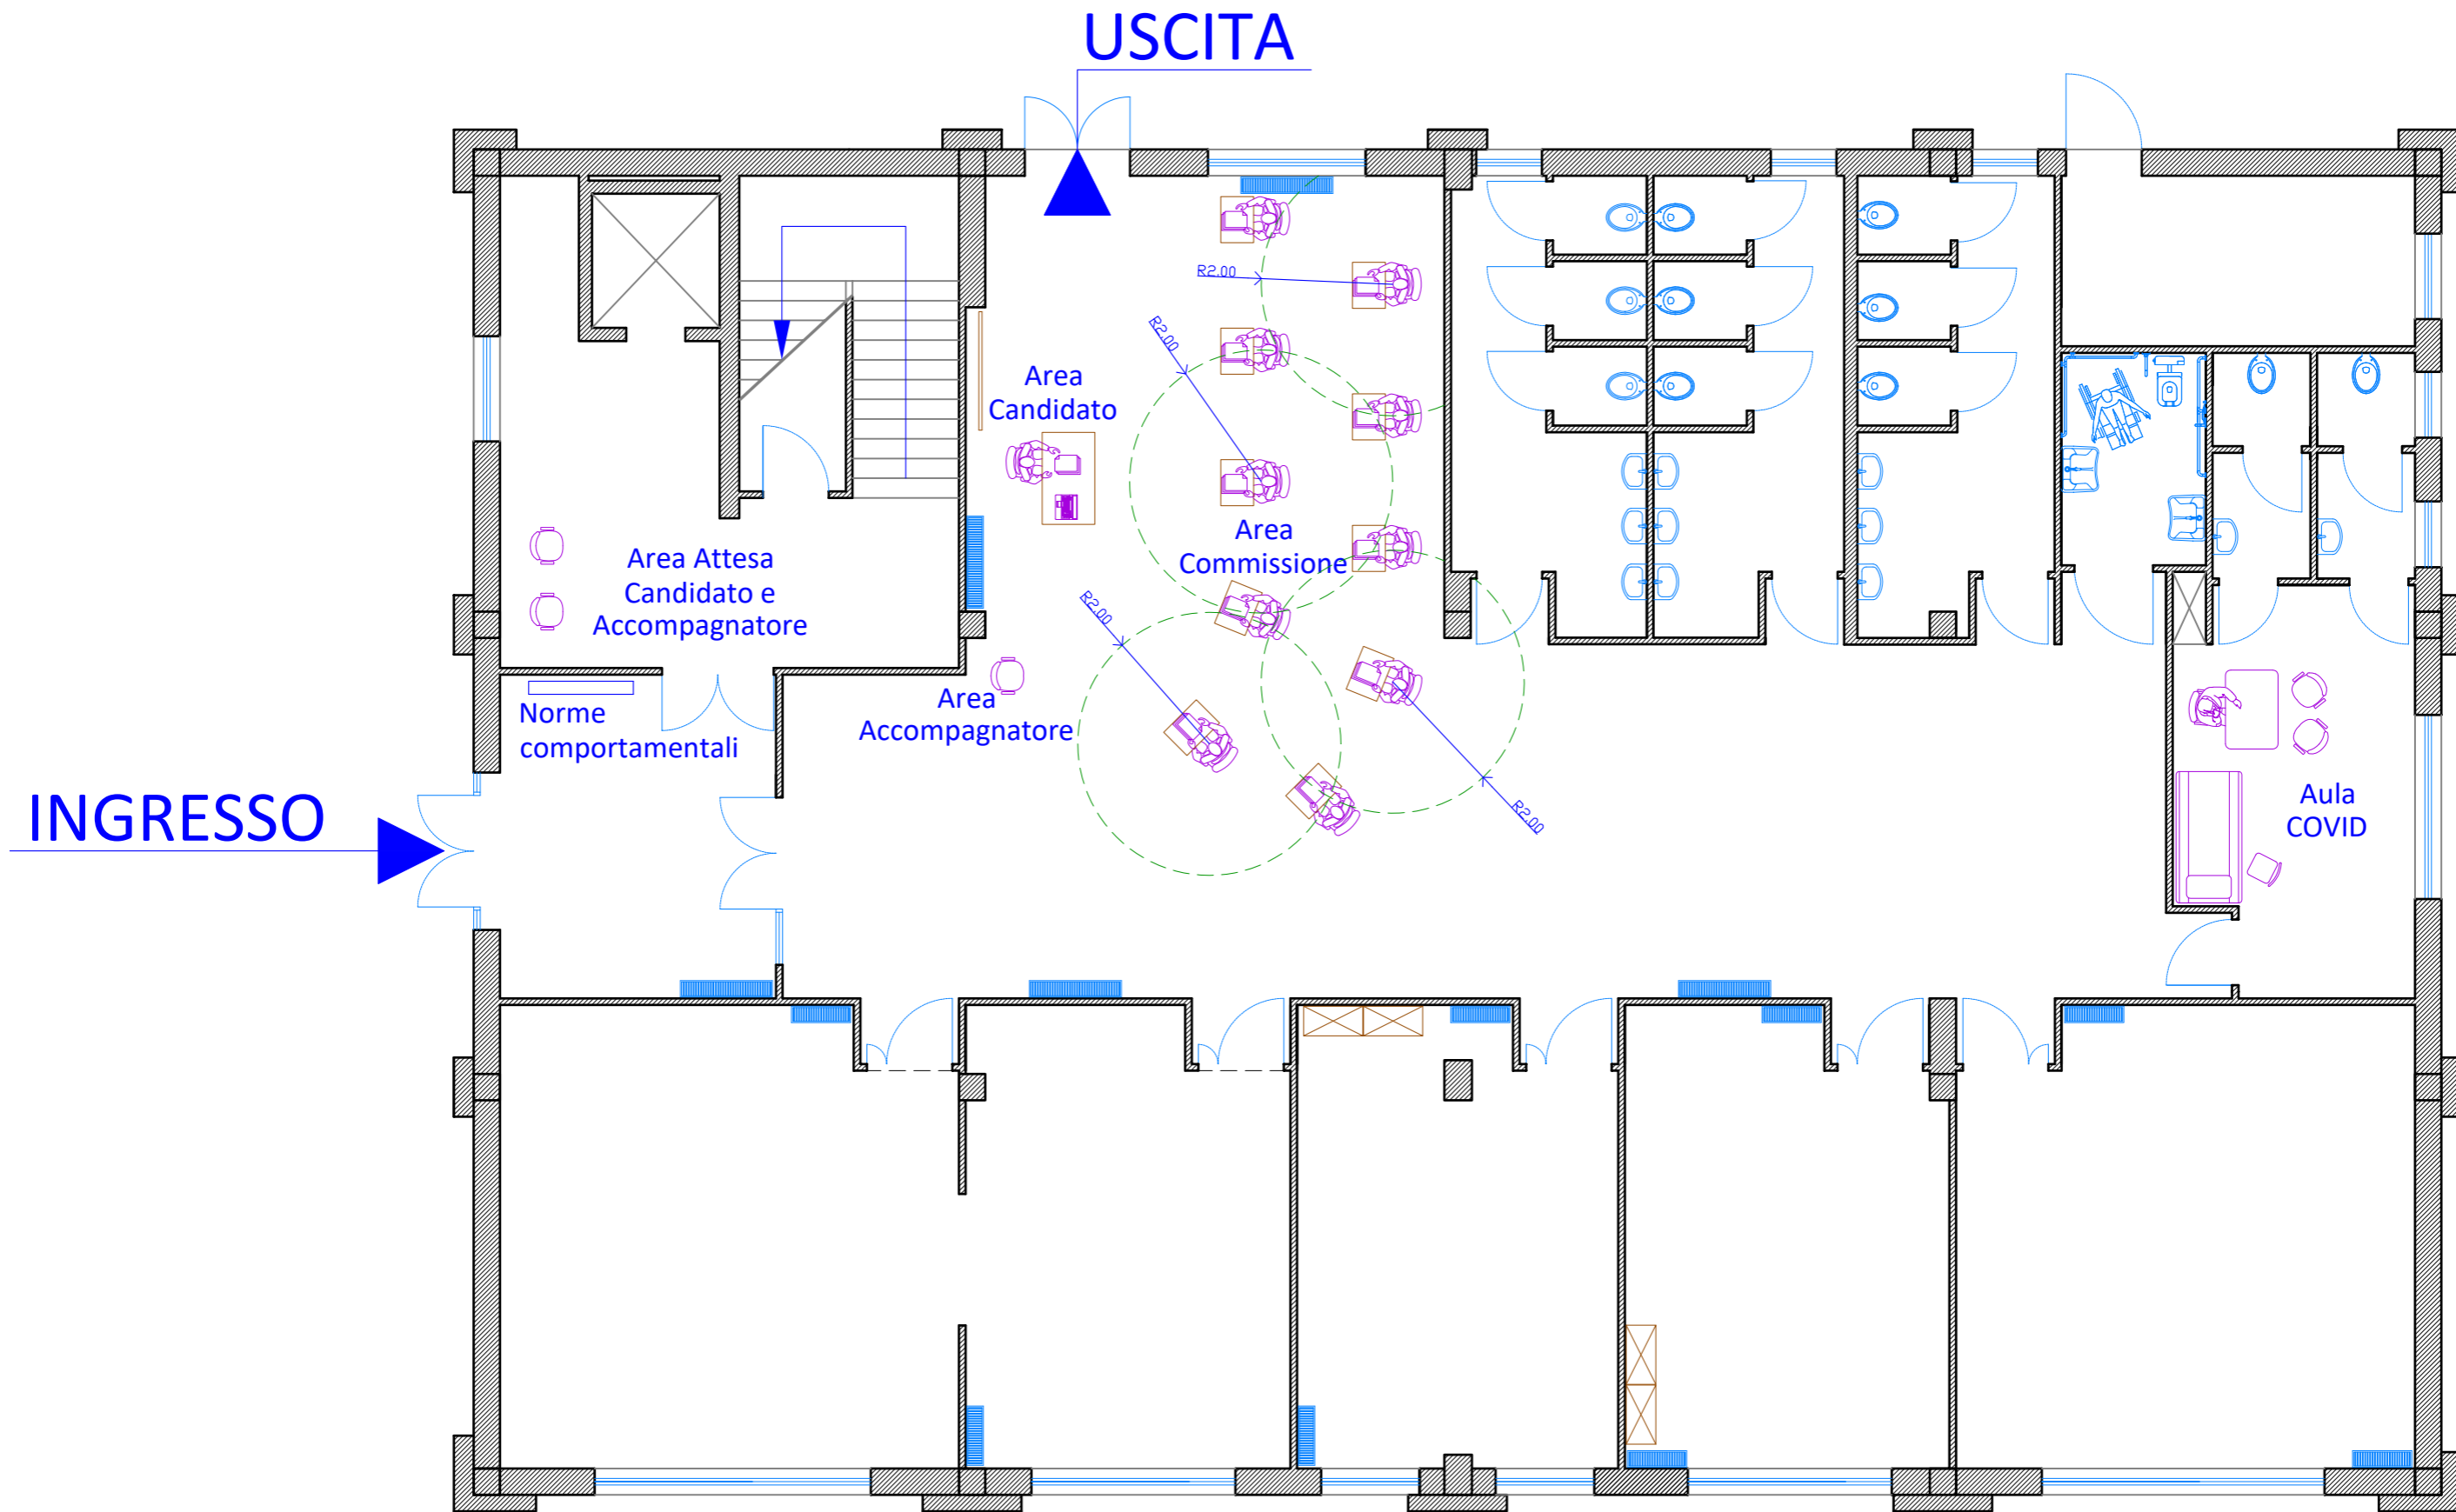 USCITA
R2.00
R2.00
Area
Candidato
Area
Commissione
Area Attesa
Candidato e
Accompagnatore
R2.00
Area
Accompagnatore
Norme
comportamentali
R2.00
INGRESSO
Aula
COVID